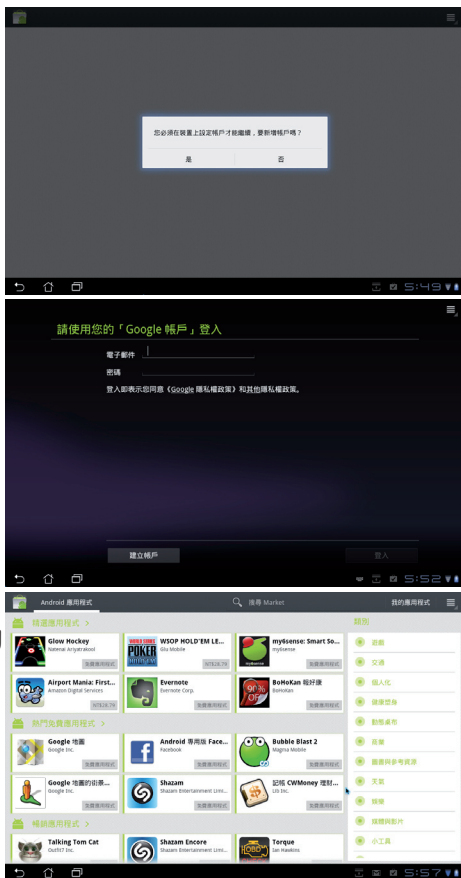 您必須在裝置上設定帳戶才能繼續，要新增帳戶嗎？
是
否
5:49
請使用您的「Google 帳戶」登入
電子郵件
密碼
登入即表示您同意《Google 隱私權政策》和其他隱私權政策。
建立帳戶
登入
5:52
Android 應用程式
搜尋 Market
我的應用程式
精選應用程式 >
類別
Glow Hockey
Natenai Ariyatrakool
免費應用程式
WSOP HOLD'EM LE...
Glu Mobile
my6sense: Smart So...
my6sense
免費應用程式
Airport Mania: First...
Amazon Digital Services
Evernote
Evernote Corp.
免費應用程式
BoHoKan 報好康
BoHoKan
免費應用程式
熱門免費應用程式 >
Google 地圖
Google Inc.
免費應用程式
Android 專用版 Face...
Facebook
免費應用程式
Bubble Blast 2
Magma Mobile
免費應用程式
Google 地圖的街景...
Google Inc.
免費應用程式
Shazam
Shazam Entertainment Limi...
免費應用程式
記帳 CWMoney 理財...
免費應用程式
暢銷應用程式 >
Talking Tom Cat
Outfit7 Inc.
Shazam Encore
Shazam Entertainment Limi...
Torque
Ian Hawkins
遊戲
交通
個人化
健康塑身
動態桌布
商業
圖書與參考資源
天氣
娛樂
媒體與影片
小工具
5:57